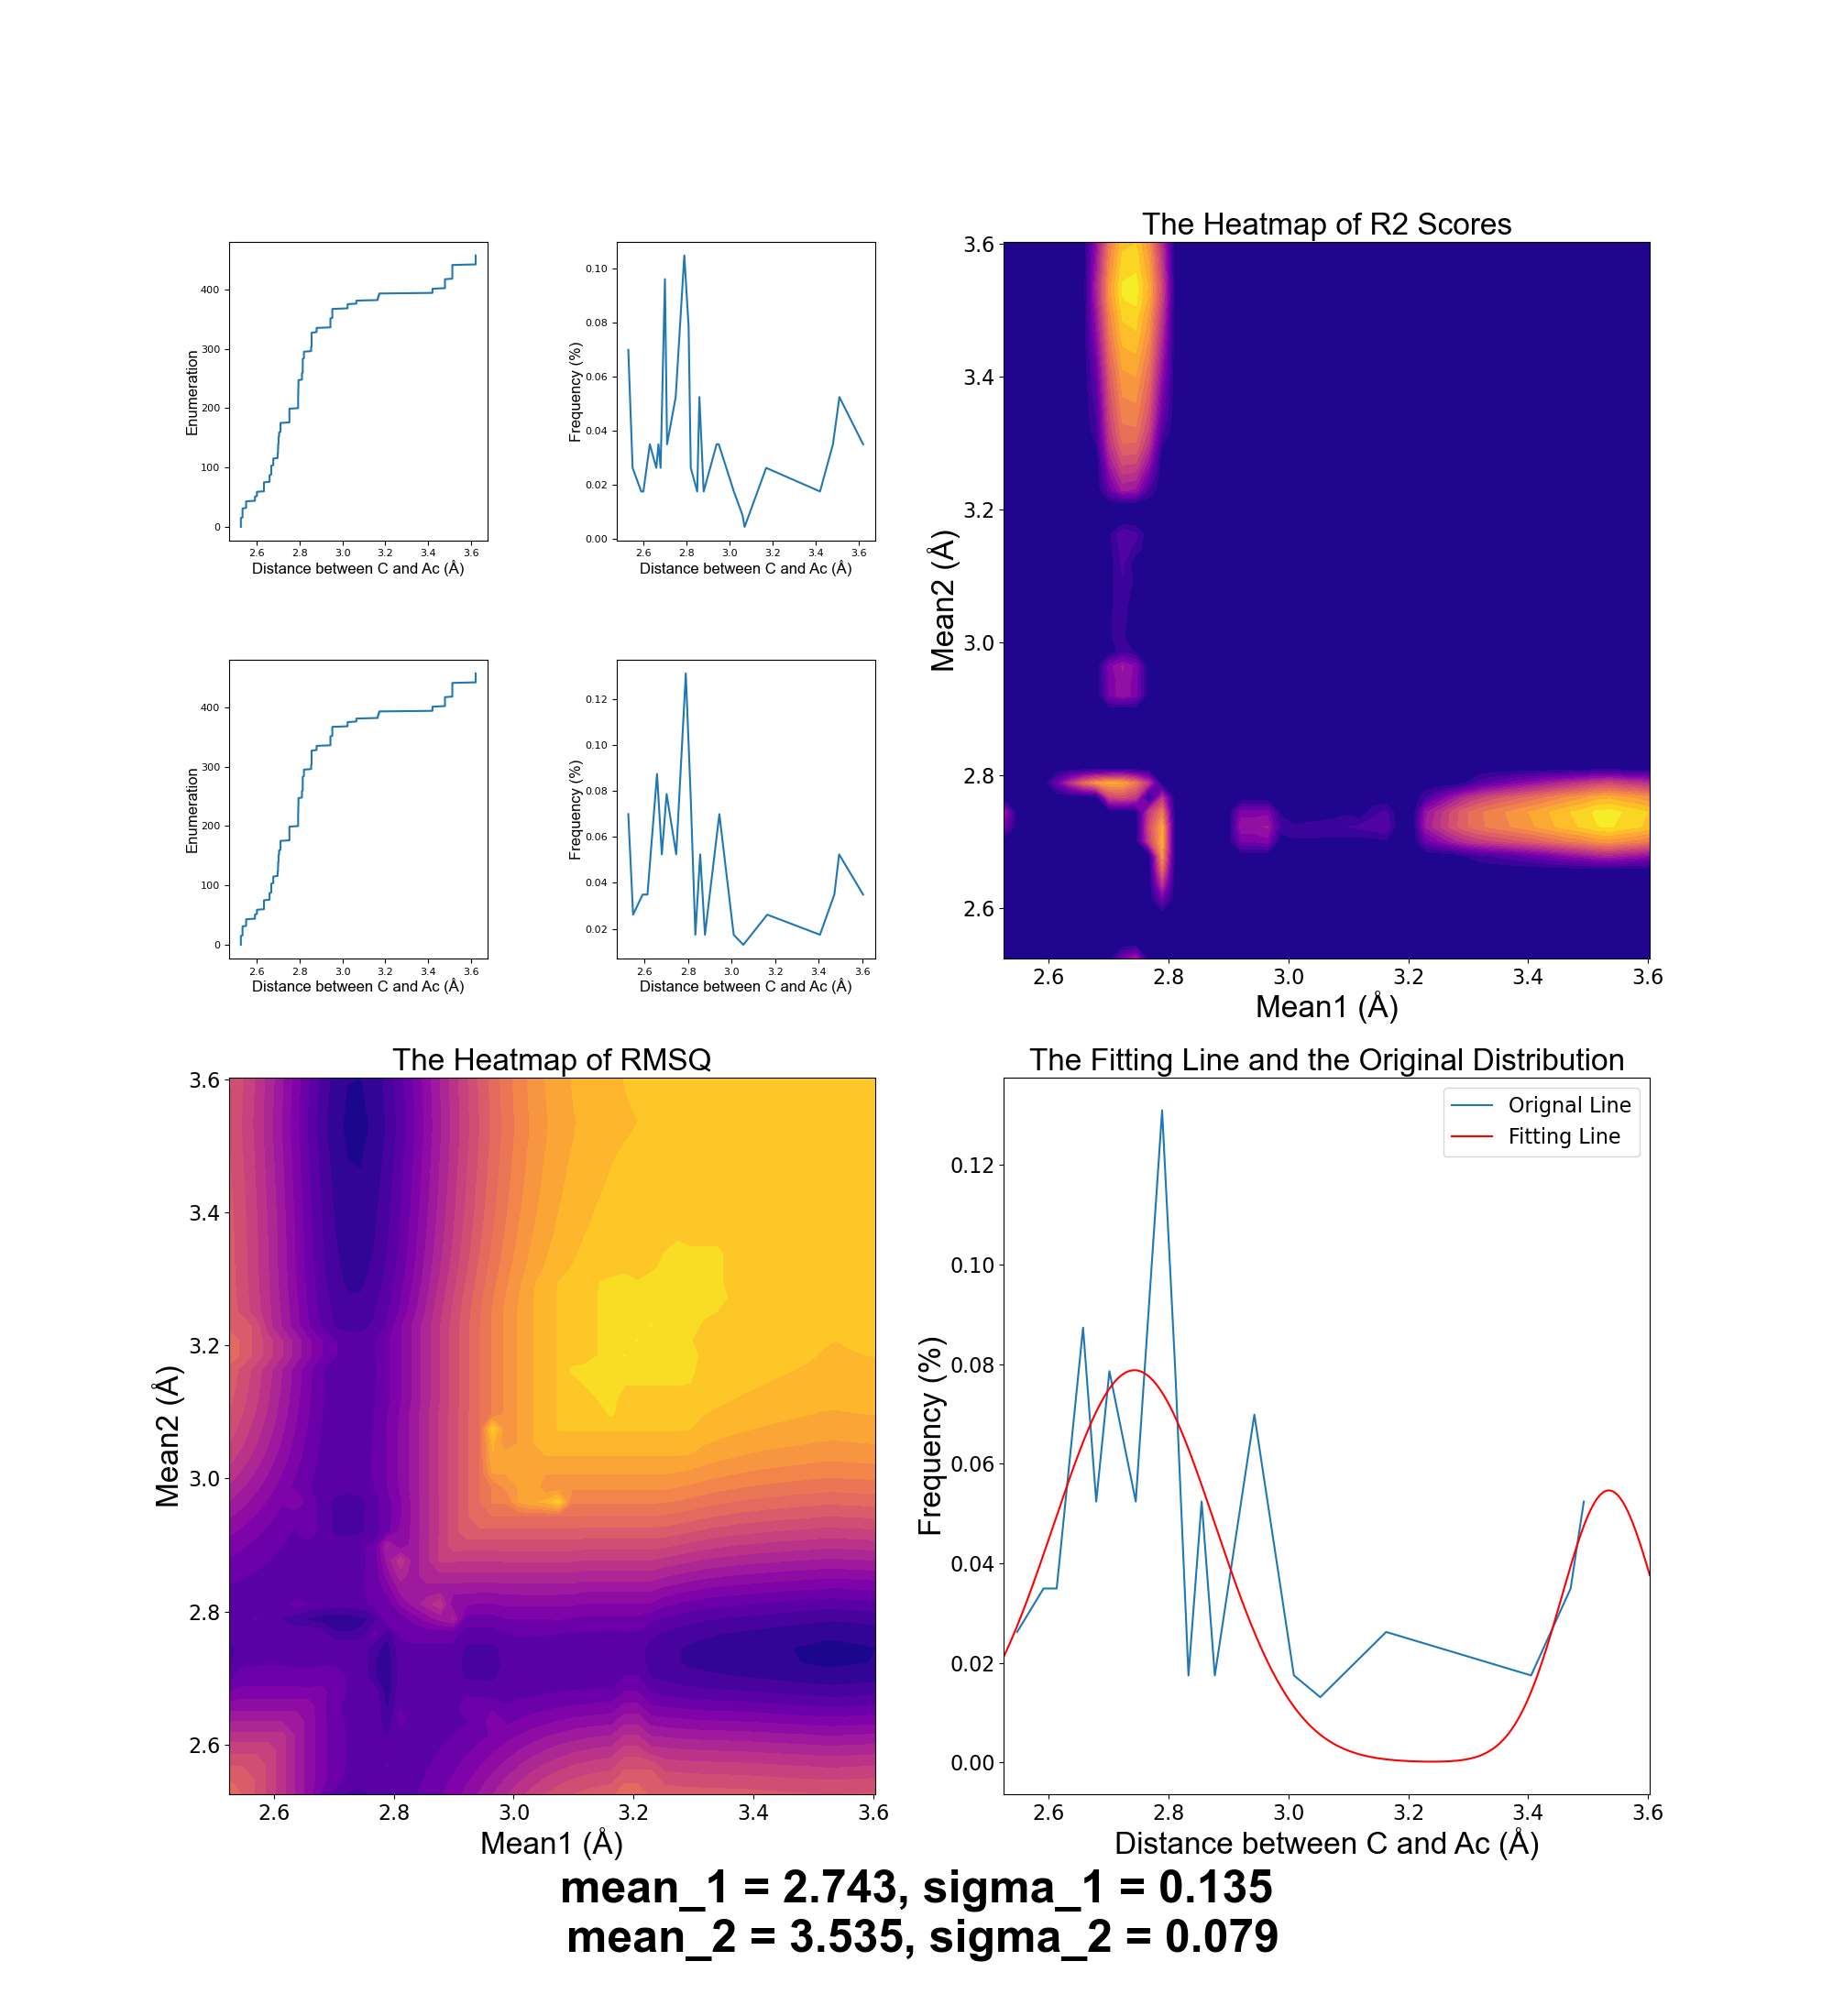 The Heatmap of R2 Scores
400
300
200
100
0
Enumeration
2.6 2.8 3.0 3.2 3.4 3.6
Distance between C and Ac (Å)
0.10
0.08
0.06
0.04
0.02
0.00
Frequency (%)
2.6 2.8 3.0 3.2 3.4 3.6
Distance between C and Ac (Å)
400
300
200
100
0
Enumeration
2.6 2.8 3.0 3.2 3.4 3.6
Distance between C and Ac (Å)
0.12
0.10
0.08
0.06
0.04
0.02
Frequency (%)
2.6 2.8 3.0 3.2 3.4 3.6
Distance between C and Ac (Å)
3.6
3.4
3.2
3.0
2.8
2.6
Mean2 (Å)
2.6 2.8 3.0 3.2 3.4 3.6
Mean1 (Å)
The Heatmap of RMSQ
3.6
3.4
3.2
3.0
2.8
2.6
Mean2 (Å)
2.6 2.8 3.0 3.2 3.4 3.6
Mean1 (Å)
The Fitting Line and the Original Distribution
Orignal Line
Fitting Line
0.12
0.10
0.08
0.06
0.04
0.02
0.00
Frequency (%)
2.6 2.8 3.0 3.2 3.4 3.6
Distance between C and Ac (Å)
mean_1 = 2.743, sigma_1 = 0.135
mean_2 = 3.535, sigma_2 = 0.079